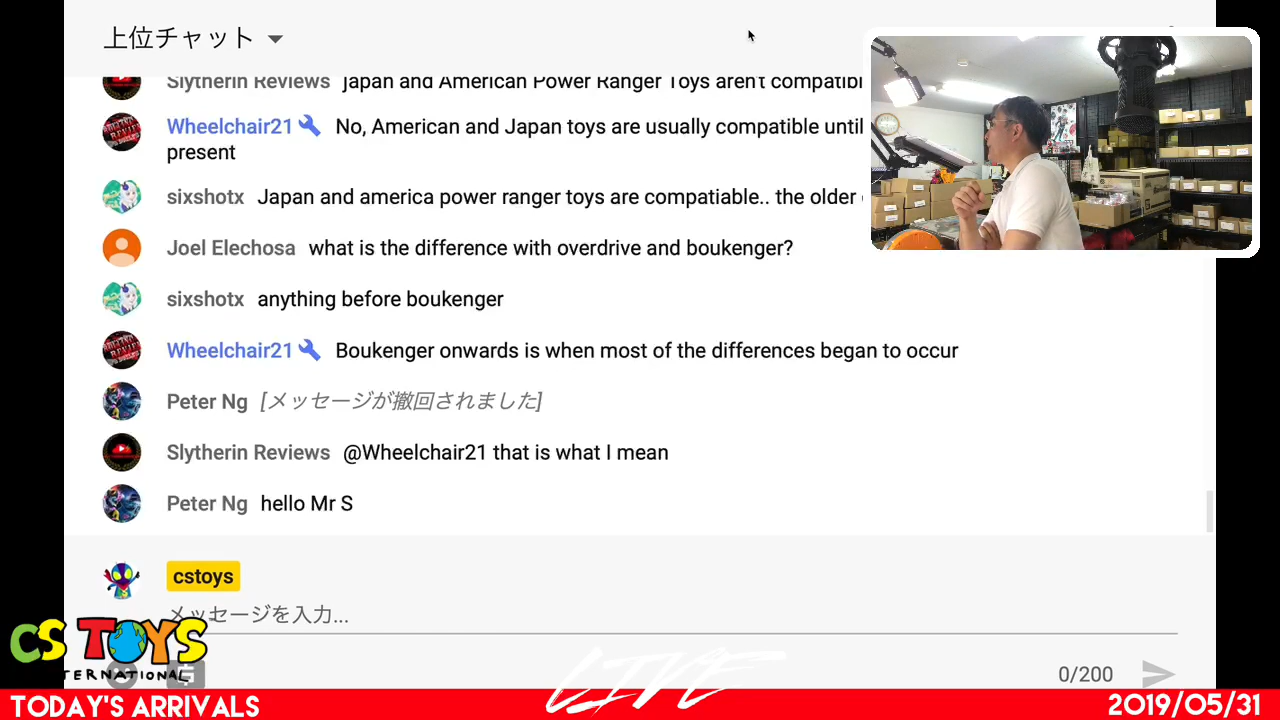 上位チャット
Slytherin Reviews japan and American Power Ranger Toys aren't compatibl
Wheelchair21 No, American and Japan toys are usually compatible until
present
sixshotx Japan and america power ranger toys are compatiable.. the older
Joel Elechosa what is the difference with overdrive and boukenger?
sixshotx anything before boukenger
Wheelchair21 Boukenger onwards is when most of the differences began to occur
Peter Ng [メッセージが撤回されました]
Slytherin Reviews @Wheelchair21 that is what I mean
Peter Ng hello Mr S
cstoys
メッセージを入力...
CS TOYS
TERNATIONAL
LIVE
0/200
TODAY'S ARRIVALS
2019/05/31